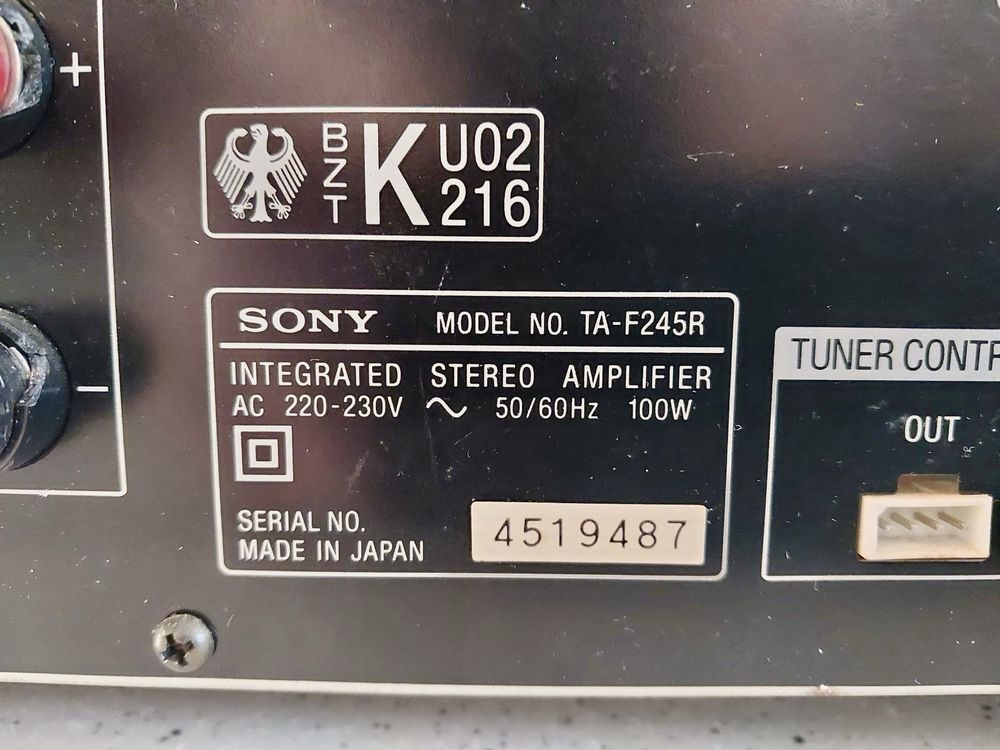 +
BZT K U02
216
SONY MODEL NO. TA-F245R
INTEGRATED STEREO AMPLIFIER
AC 220-230V ~ 50/60Hz 100W
SERIAL NO. 4519487
MADE IN JAPAN
−
TUNER CONTR
OUT